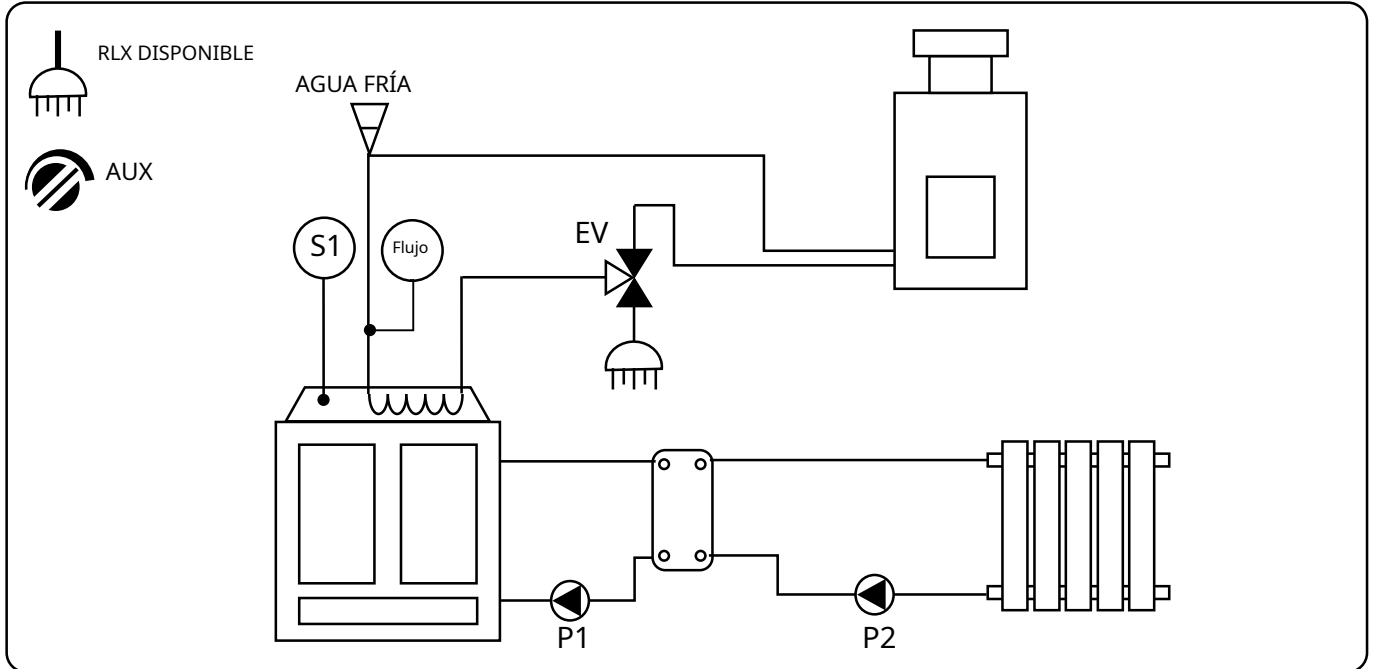 RLX DISPONIBLE
AGUA FRÍA
AUX
EV
S1
Flujo
P1
P2